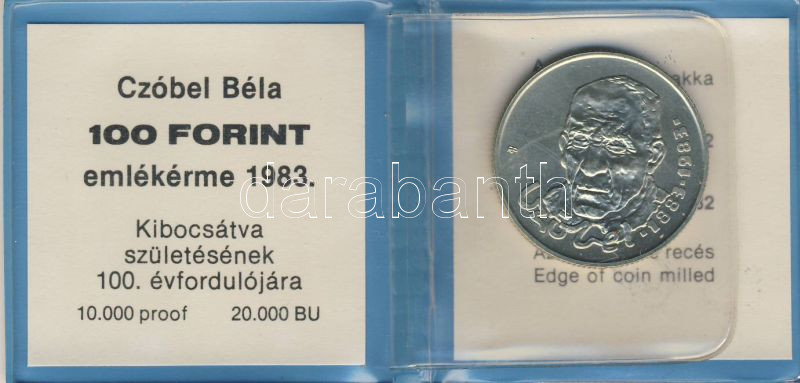 Czóbel Béla
100 FORINT
emlékérme 1983.
Kibocsátva
születésének
100. évfordulójára
10.000 proof 20.000 BU
darabanth
1883-1983
recés
Edge of coin milled